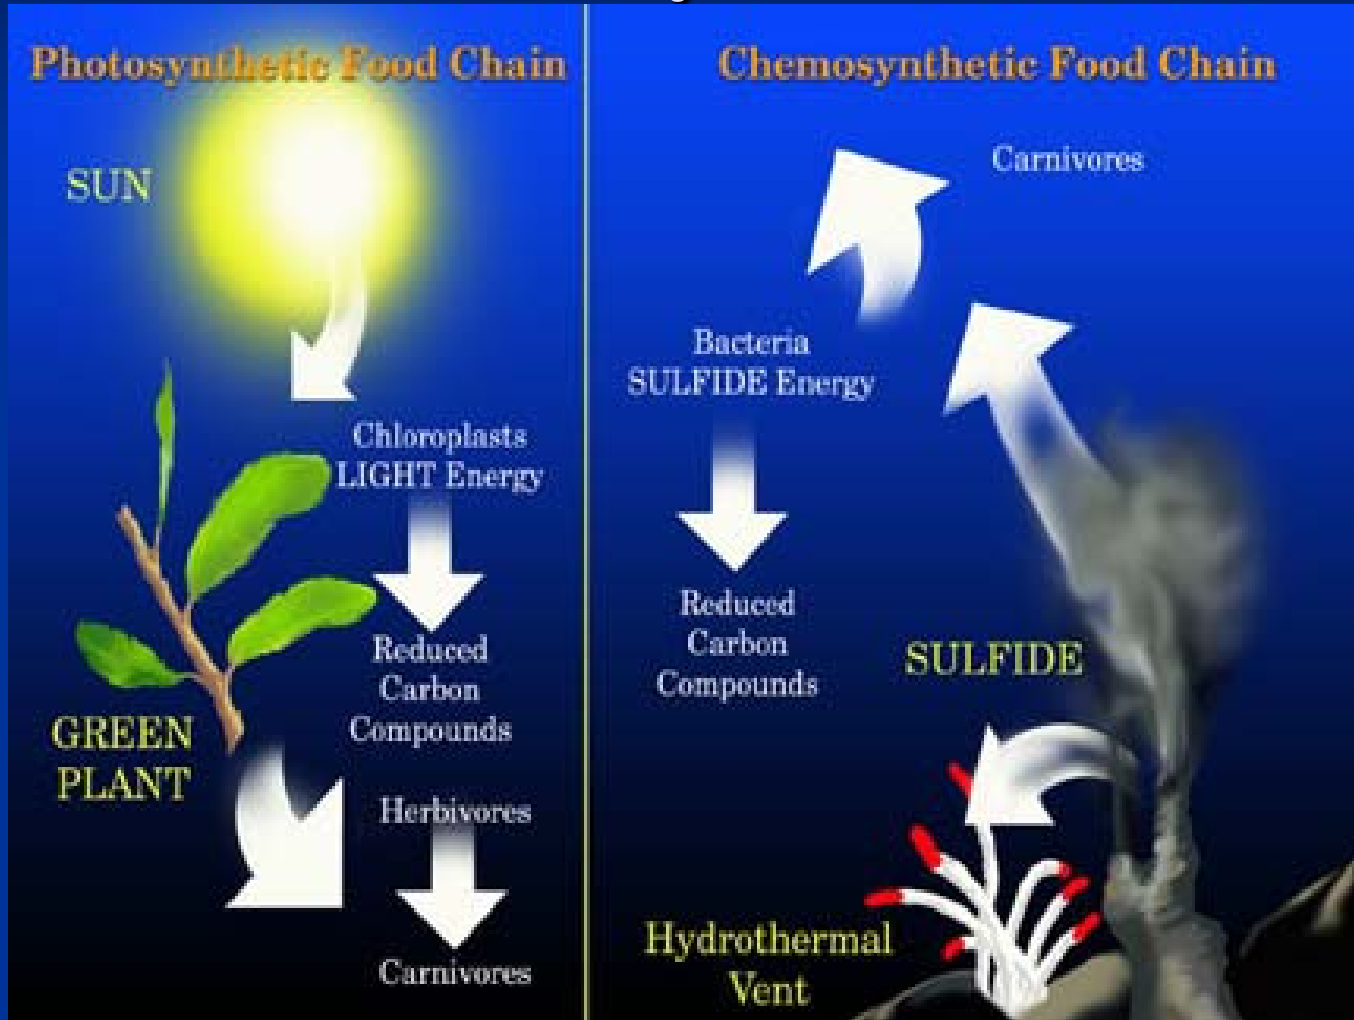 Photosynthetic Food Chain
SUN
Chloroplasts
LIGHT Energy
Reduced
Carbon
Compounds
GREEN
PLANT
Herbivores
Carnivores
Chemosynthetic Food Chain
Carnivores
Bacteria
SULFIDE Energy
Reduced
Carbon
Compounds
SULFIDE
Hydrothermal
Vent